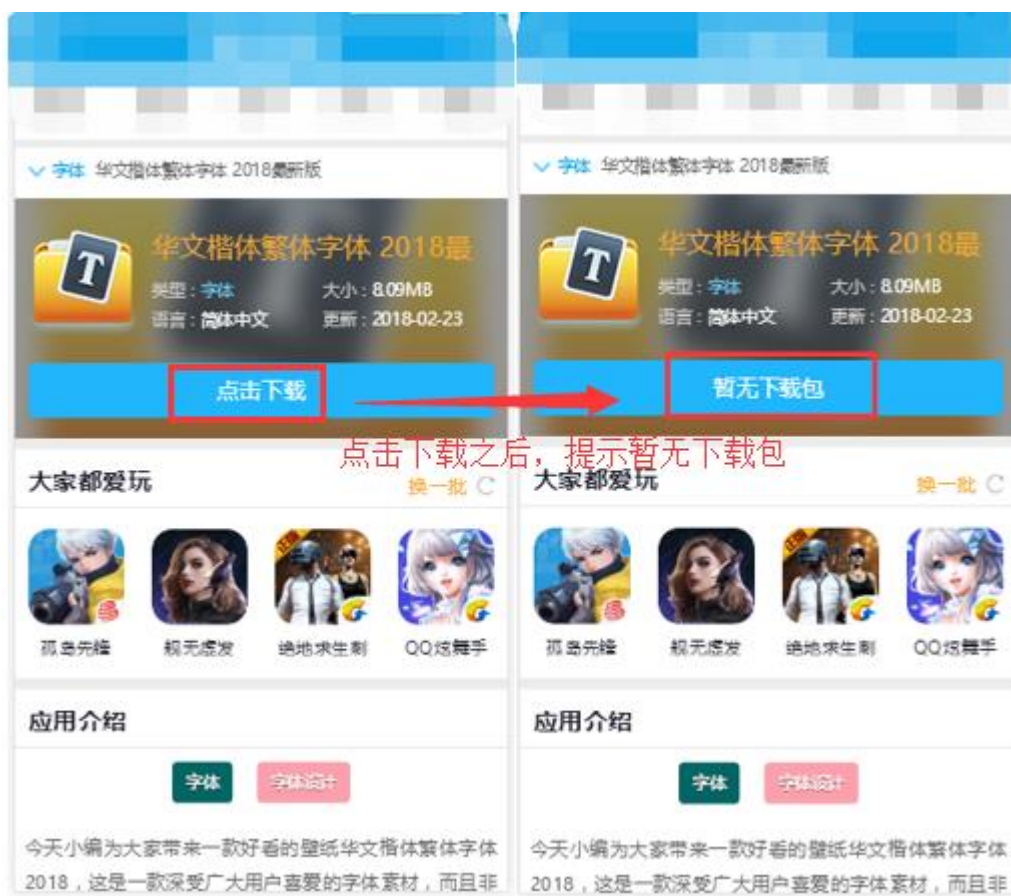 字体 华文楷体繁体字体 2018最新版
华文楷体繁体字体 2018最
类型：字体 大小：8.09MB
语言：简体中文 更新：2018-02-23
点击下载
大家都爱玩 换一批
孤岛先锋 舰无虚发 绝地求生刺 QQ炫舞手
应用介绍
字体 字体设计
今天小编为大家带来一款好看的壁纸华文楷体繁体字体
2018，这是一款深受广大用户喜爱的字体素材，而且非
点击下载之后，提示暂无下载包
字体 华文楷体繁体字体 2018最新版
华文楷体繁体字体 2018最
类型：字体 大小：8.09MB
语言：简体中文 更新：2018-02-23
暂无下载包
大家都爱玩 换一批
孤岛先锋 舰无虚发 绝地求生刺 QQ炫舞手
应用介绍
字体 字体设计
今天小编为大家带来一款好看的壁纸华文楷体繁体字体
2018，这是一款深受广大用户喜爱的字体素材，而且非